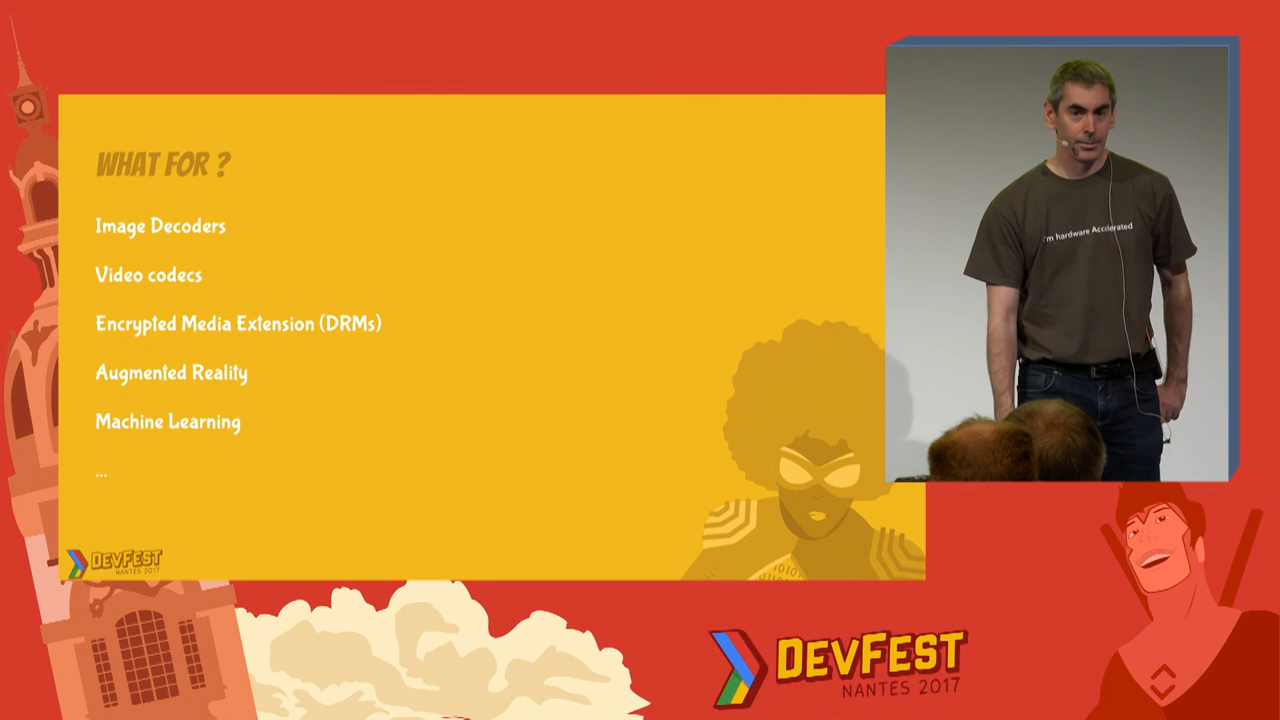 WHAT FOR ?
Image Decoders
Video codecs
Encrypted Media Extension (DRMs)
Augmented Reality
Machine Learning
...
DEVFEST
NANTES 2017
I'm hardware Accelerated
DEVFEST
NANTES 2017